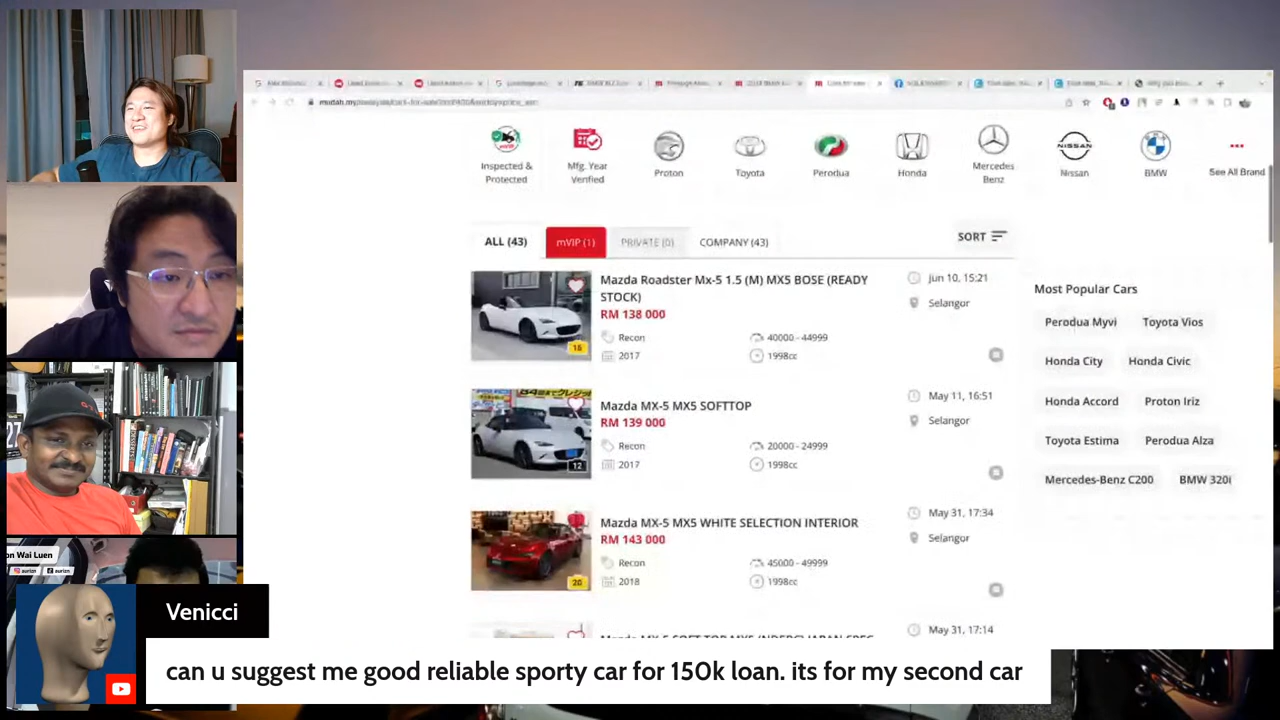 mudah.my
Inspected &
Protected
Mfg. Year
Verified
Proton
Toyota
Perodua
Honda
Mercedes
Benz
NISSAN
Nissan
BMW
See All Brand
ALL (43)
mVIP (1)
PRIVATE (0)
COMPANY (43)
SORT
Mazda Roadster Mx-5 1.5 (M) MX5 BOSE (READY
STOCK)
RM 138 000
Recon
40000 - 44999
2017
1998cc
Jun 10, 15:21
Selangor
16
Mazda MX-5 MX5 SOFTTOP
RM 139 000
Recon
20000 - 24999
2017
1998cc
May 11, 16:51
Selangor
12
Mazda MX-5 MX5 WHITE SELECTION INTERIOR
RM 143 000
Recon
45000 - 49999
2018
1998cc
May 31, 17:34
Selangor
20
May 31, 17:14
Most Popular Cars
Perodua Myvi
Toyota Vios
Honda City
Honda Civic
Honda Accord
Proton Iriz
Toyota Estima
Perodua Alza
Mercedes-Benz C200
BMW 320i
on Wai Luen
Venicci
can u suggest me good reliable sporty car for 150k loan. its for my second car